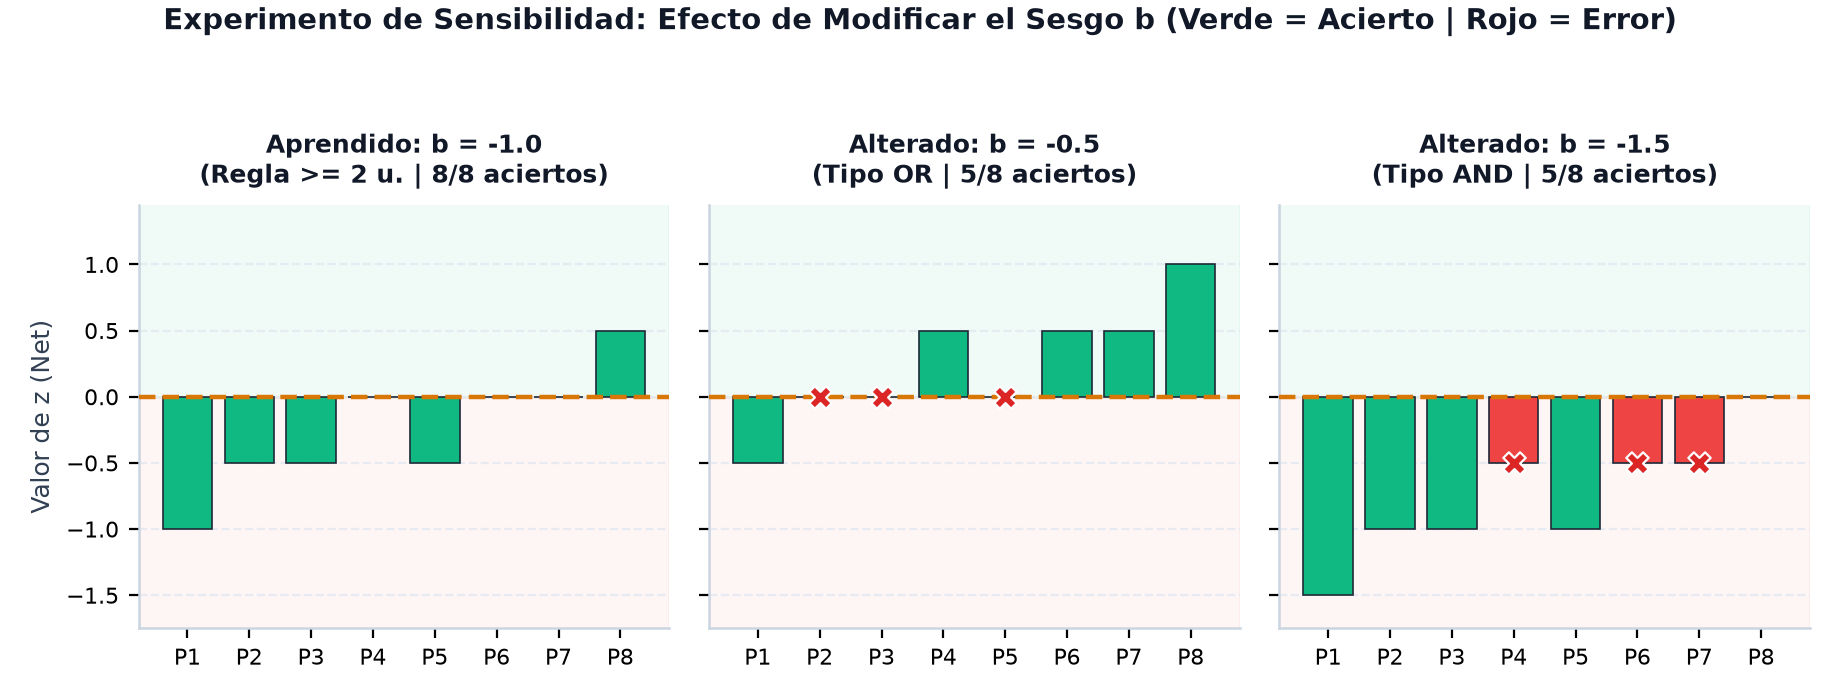 Experimento de Sensibilidad: Efecto de Modificar el Sesgo b (Verde = Acierto | Rojo = Error)
Aprendido: b = -1.0
(Regla >= 2 u. | 8/8 aciertos)
Alterado: b = -0.5
(Tipo OR | 5/8 aciertos)
Alterado: b = -1.5
(Tipo AND | 5/8 aciertos)
Valor de z (Net)
1.0
0.5
0.0
−0.5
−1.0
−1.5
P1 P2 P3 P4 P5 P6 P7 P8
P1 P2 P3 P4 P5 P6 P7 P8
P1 P2 P3 P4 P5 P6 P7 P8